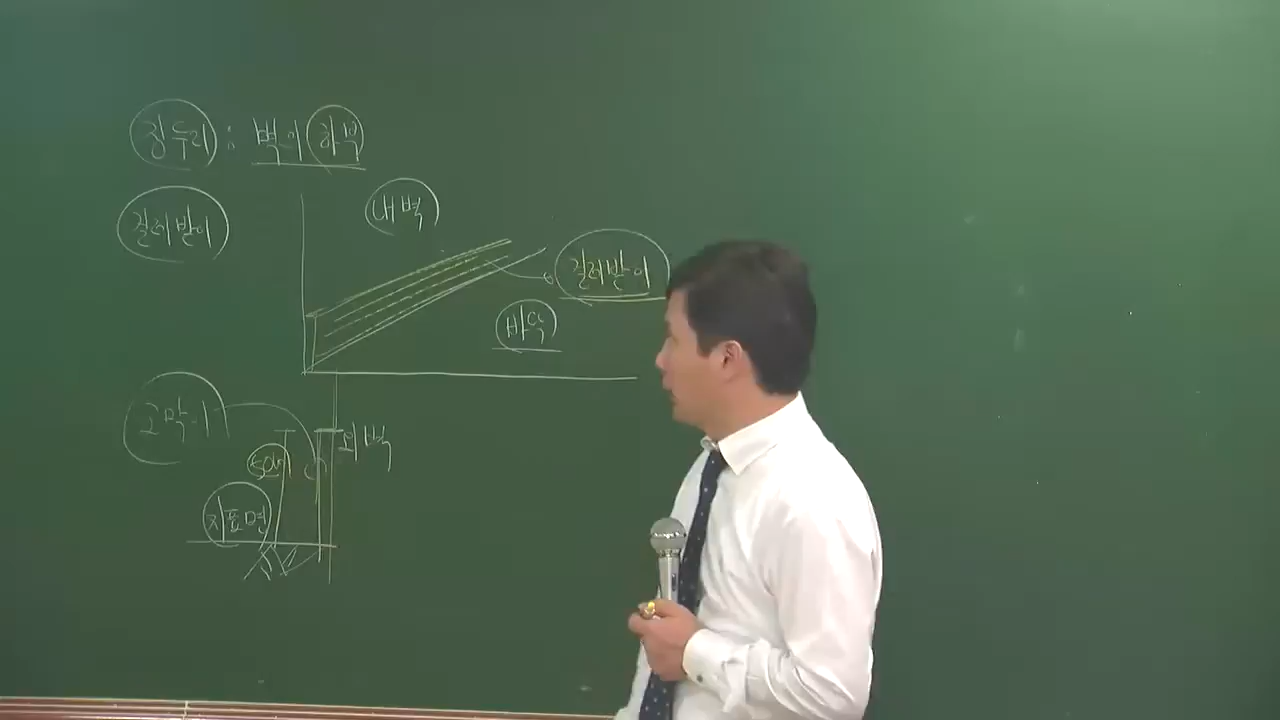 징두리 : 벽의 하부
걸레받이
내벽
걸레받이
바닥
고막이
외벽
50cm
지표면